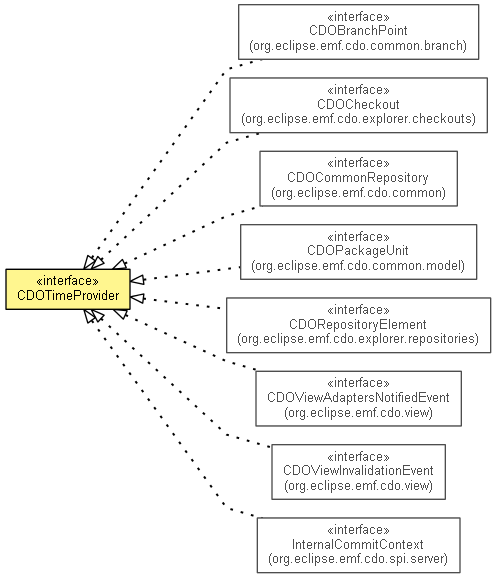 «interface»
CDOBranchPoint
(org.eclipse.emf.cdo.common.branch)
«interface»
CDOCheckout
(org.eclipse.emf.cdo.explorer.checkouts)
«interface»
CDOCommonRepository
(org.eclipse.emf.cdo.common)
«interface»
CDOPackageUnit
(org.eclipse.emf.cdo.common.model)
«interface»
CDOTimeProvider
«interface»
CDORepositoryElement
(org.eclipse.emf.cdo.explorer.repositories)
«interface»
CDOViewAdaptersNotifiedEvent
(org.eclipse.emf.cdo.view)
«interface»
CDOViewInvalidationEvent
(org.eclipse.emf.cdo.view)
«interface»
InternalCommitContext
(org.eclipse.emf.cdo.spi.server)